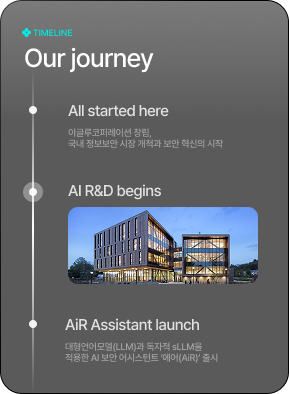 TIMELINE
Our journey
All started here
이글루코퍼레이션 창립,
국내 정보보안 시장 개척과 보안 혁신의 시작
AI R&D begins
AiR Assistant launch
대형언어모델(LLM)과 독자적 sLLM을
적용한 AI 보안 어시스턴트 '에어(AiR)' 출시